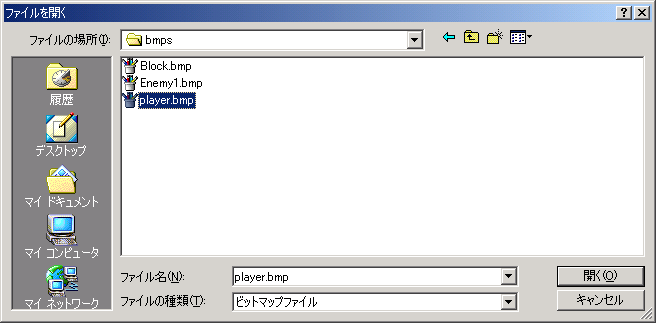 ファイルを開く
ファイルの場所(I):
bmps
Block.bmp
Enemy1.bmp
player.bmp
履歴
デスクトップ
マイ ドキュメント
マイ コンピュータ
マイ ネットワーク
ファイル名(N):
player.bmp
開く(O)
ファイルの種類(T):
ビットマップファイル
キャンセル